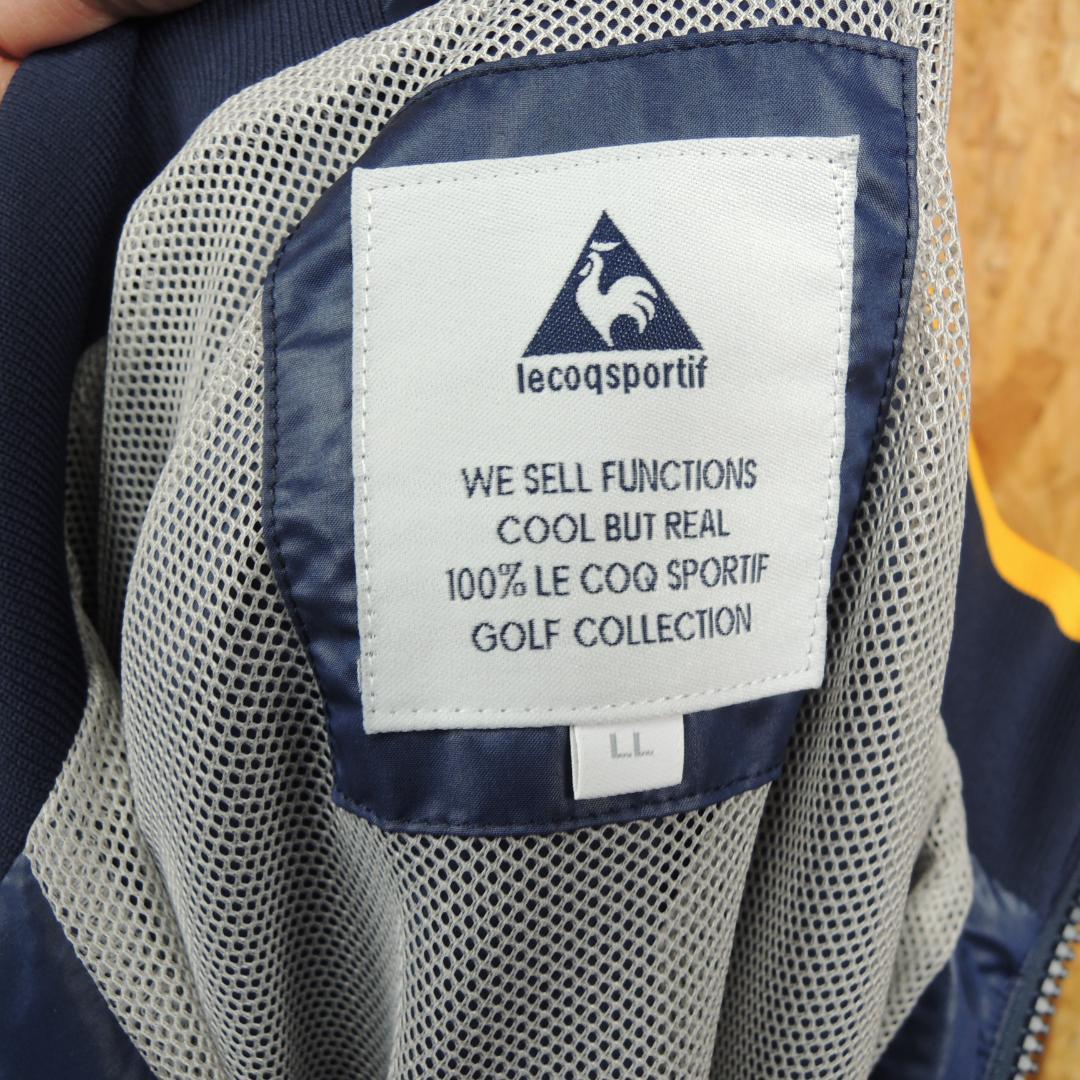 lecoqsportif
WE SELL FUNCTIONS
COOL BUT REAL
100% LE COQ SPORTIF
GOLF COLLECTION
LL